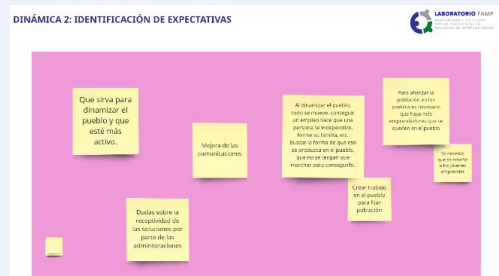 DINÁMICA 2: IDENTIFICACIÓN DE EXPECTATIVAS
LABORATORIO FAMP
Que sirva para
dinamizar el
pueblo y que
esté más
activo.
Mejora de las
comunicaciones
Dudas sobre la
receptividad de
las soluciones por
parte de las
administraciones
Al dinamizar el pueblo,
todo se mueve: conseguir
un empleo hace que una
persona se independice,
forme su familia, etc.
Buscar la forma de que eso
se produzca en el pueblo,
que no se tengan que
marchar para conseguirlo.
Crear trabajo
en el pueblo
para fijar
población
Para afianzar la
población en los
pueblos es necesario
que haya más
emprendedores que se
queden en el pueblo
Se necesita
que se enseñe
a los jóvenes
emprender